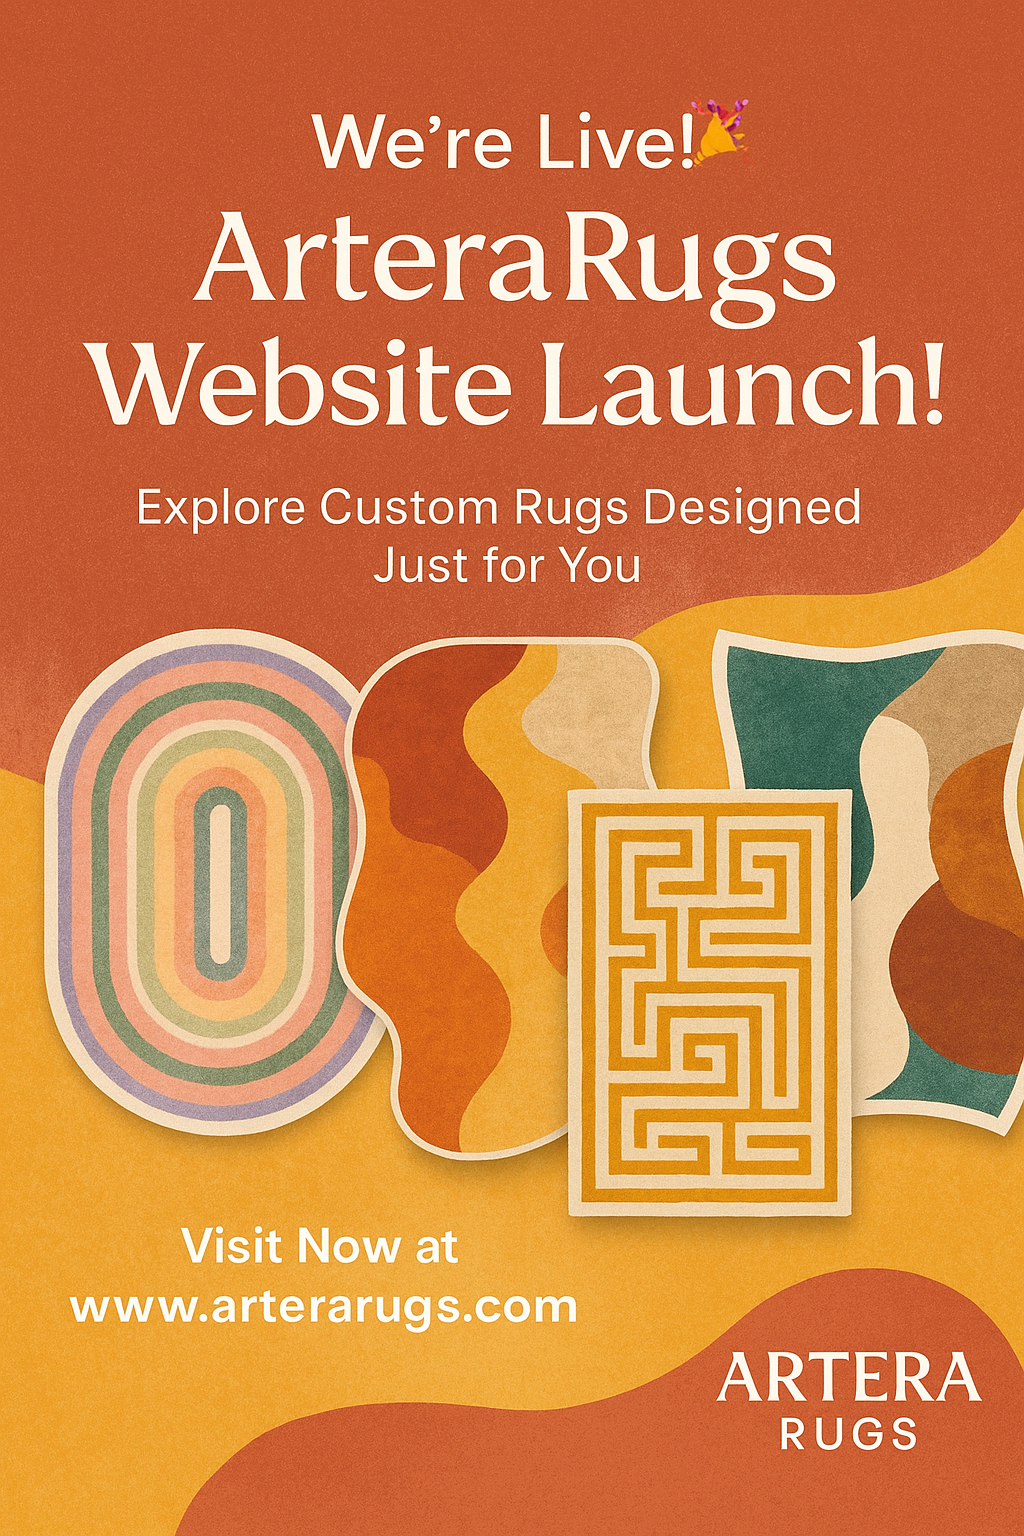 We’re Live!🎉
ArteraRugs
Website Launch!
Explore Custom Rugs Designed
Just for You
Visit Now at
www.arterarugs.com
ARTERA
RUGS